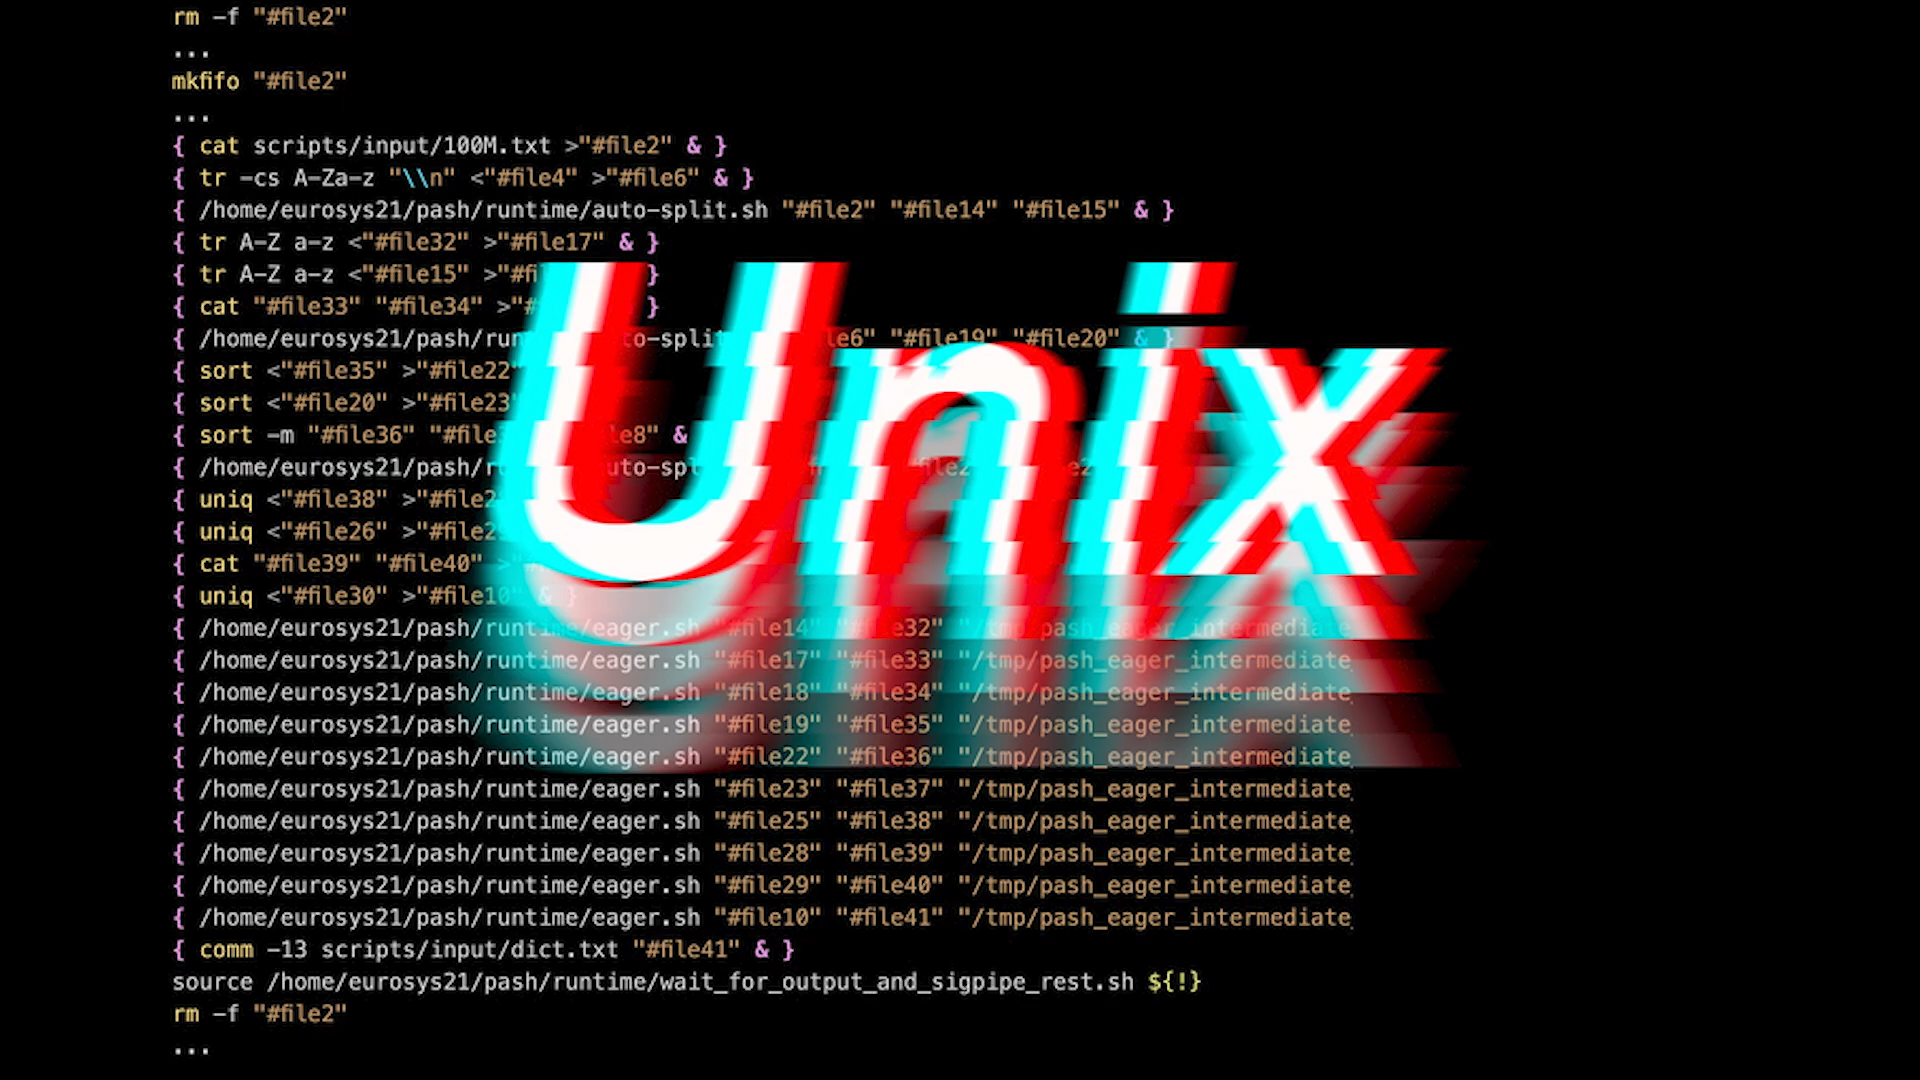 rm -f "#file2"
...
mkfifo "#file2"
...
{ cat scripts/input/100M.txt >"#file2" & }
{ tr -cs A-Za-z "\\n" <"#file4" >"#file6" & }
{ /home/eurosys21/pash/runtime/auto-split.sh "#file2" "#file14" "#file15" & }
{ tr A-Z a-z <"#file32" >"#file17" & }
{ tr A-Z a-z <"#file15" >"#fi }
{ cat "#file33" "#file34" >"# }
{ /home/eurosys21/pash/run to-split le6" "#file19" "#file20" & }
{ sort <"#file35" >"#file22"
{ sort <"#file20" >"#file23"
{ sort -m "#file36" "#file le8" &
{ /home/eurosys21/pash/r uto-spl
{ uniq <"#file38" >"#file2
{ uniq <"#file26" >"#file2
{ cat "#file39" "#file40"
{ uniq <"#file30" >"#file10" & }
Unix
{ /home/eurosys21/pash/runtime/eager.sh "#file14" "#file32" "/tmp/pash_eager_intermediate
{ /home/eurosys21/pash/runtime/eager.sh "#file17" "#file33" "/tmp/pash_eager_intermediate
{ /home/eurosys21/pash/runtime/eager.sh "#file18" "#file34" "/tmp/pash_eager_intermediate
{ /home/eurosys21/pash/runtime/eager.sh "#file19" "#file35" "/tmp/pash_eager_intermediate
{ /home/eurosys21/pash/runtime/eager.sh "#file22" "#file36" "/tmp/pash_eager_intermediate
{ /home/eurosys21/pash/runtime/eager.sh "#file23" "#file37" "/tmp/pash_eager_intermediate
{ /home/eurosys21/pash/runtime/eager.sh "#file25" "#file38" "/tmp/pash_eager_intermediate
{ /home/eurosys21/pash/runtime/eager.sh "#file28" "#file39" "/tmp/pash_eager_intermediate
{ /home/eurosys21/pash/runtime/eager.sh "#file29" "#file40" "/tmp/pash_eager_intermediate
{ /home/eurosys21/pash/runtime/eager.sh "#file10" "#file41" "/tmp/pash_eager_intermediate
{ comm -13 scripts/input/dict.txt "#file41" & }
source /home/eurosys21/pash/runtime/wait_for_output_and_sigpipe_rest.sh ${!}
rm -f "#file2"
...